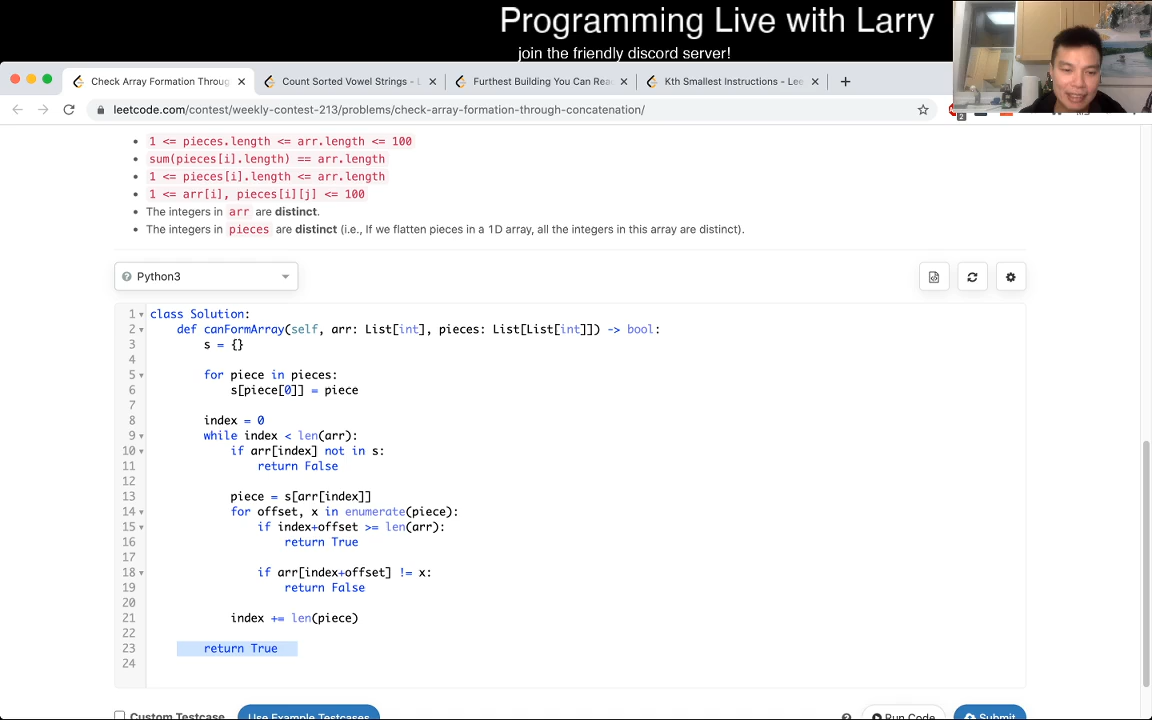 Programming Live with Larry
join the friendly discord server!
Check Array Formation Throug
Count Sorted Vowel Strings - L
Furthest Building You Can Rea
Kth Smallest Instructions - Lee
leetcode.com/contest/weekly-contest-213/problems/check-array-formation-through-concatenation/
2
1 <= pieces.length <= arr.length <= 100
sum(pieces[i].length) == arr.length
1 <= pieces[i].length <= arr.length
1 <= arr[i], pieces[i][j] <= 100
The integers in arr are distinct.
The integers in pieces are distinct (i.e., If we flatten pieces in a 1D array, all the integers in this array are distinct).
Python3
1 class Solution:
2 def canFormArray(self, arr: List[int], pieces: List[List[int]]) -> bool:
3 s = {}
4
5 for piece in pieces:
6 s[piece[0]] = piece
7
8 index = 0
9 while index < len(arr):
10 if arr[index] not in s:
11 return False
12
13 piece = s[arr[index]]
14 for offset, x in enumerate(piece):
15 if index+offset >= len(arr):
16 return True
17
18 if arr[index+offset] != x:
19 return False
20
21 index += len(piece)
22
23 return True
24
Custom Testcase
Use Example Testcases
Run Code
Submit